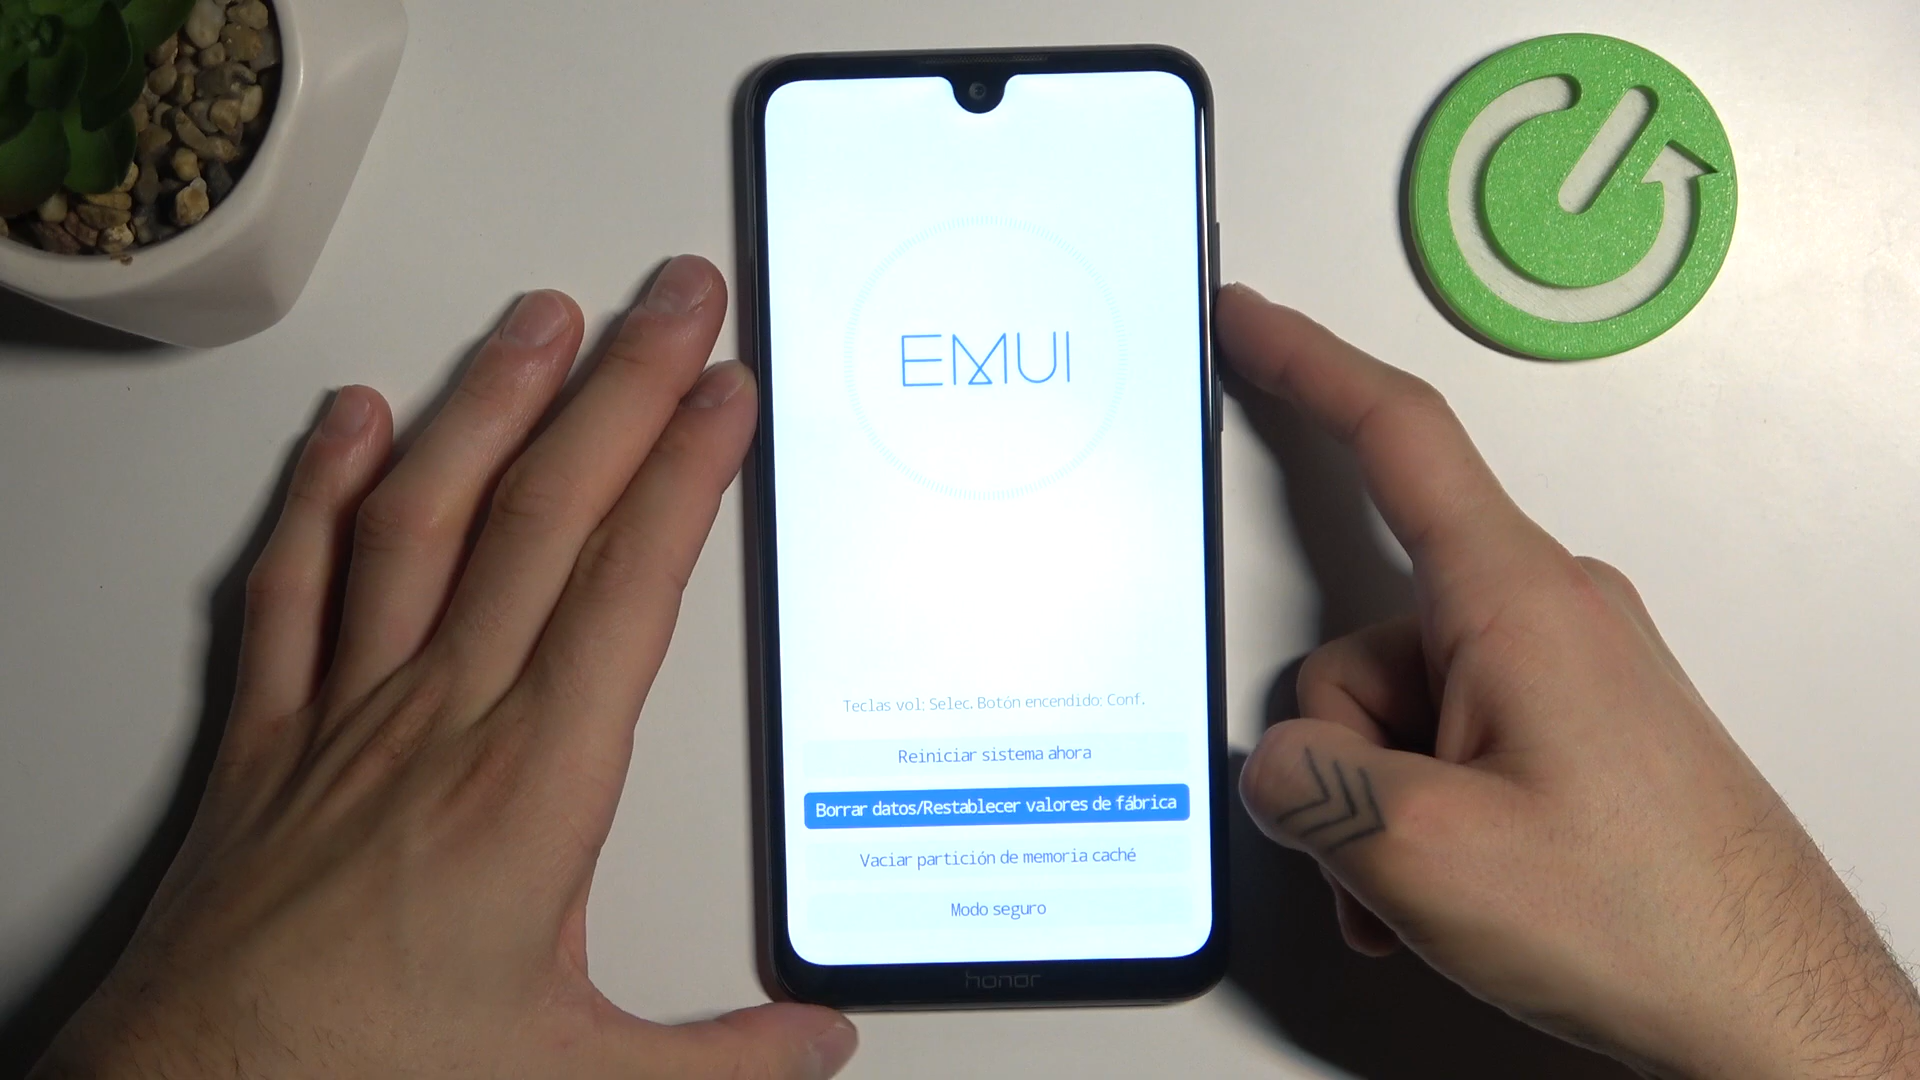 EMUI
Teclas vol: Selec. Botón encendido: Conf.
Reiniciar sistema ahora
Borrar datos/Restablecer valores de fábrica
Vaciar partición de memoria caché
Modo seguro
honor